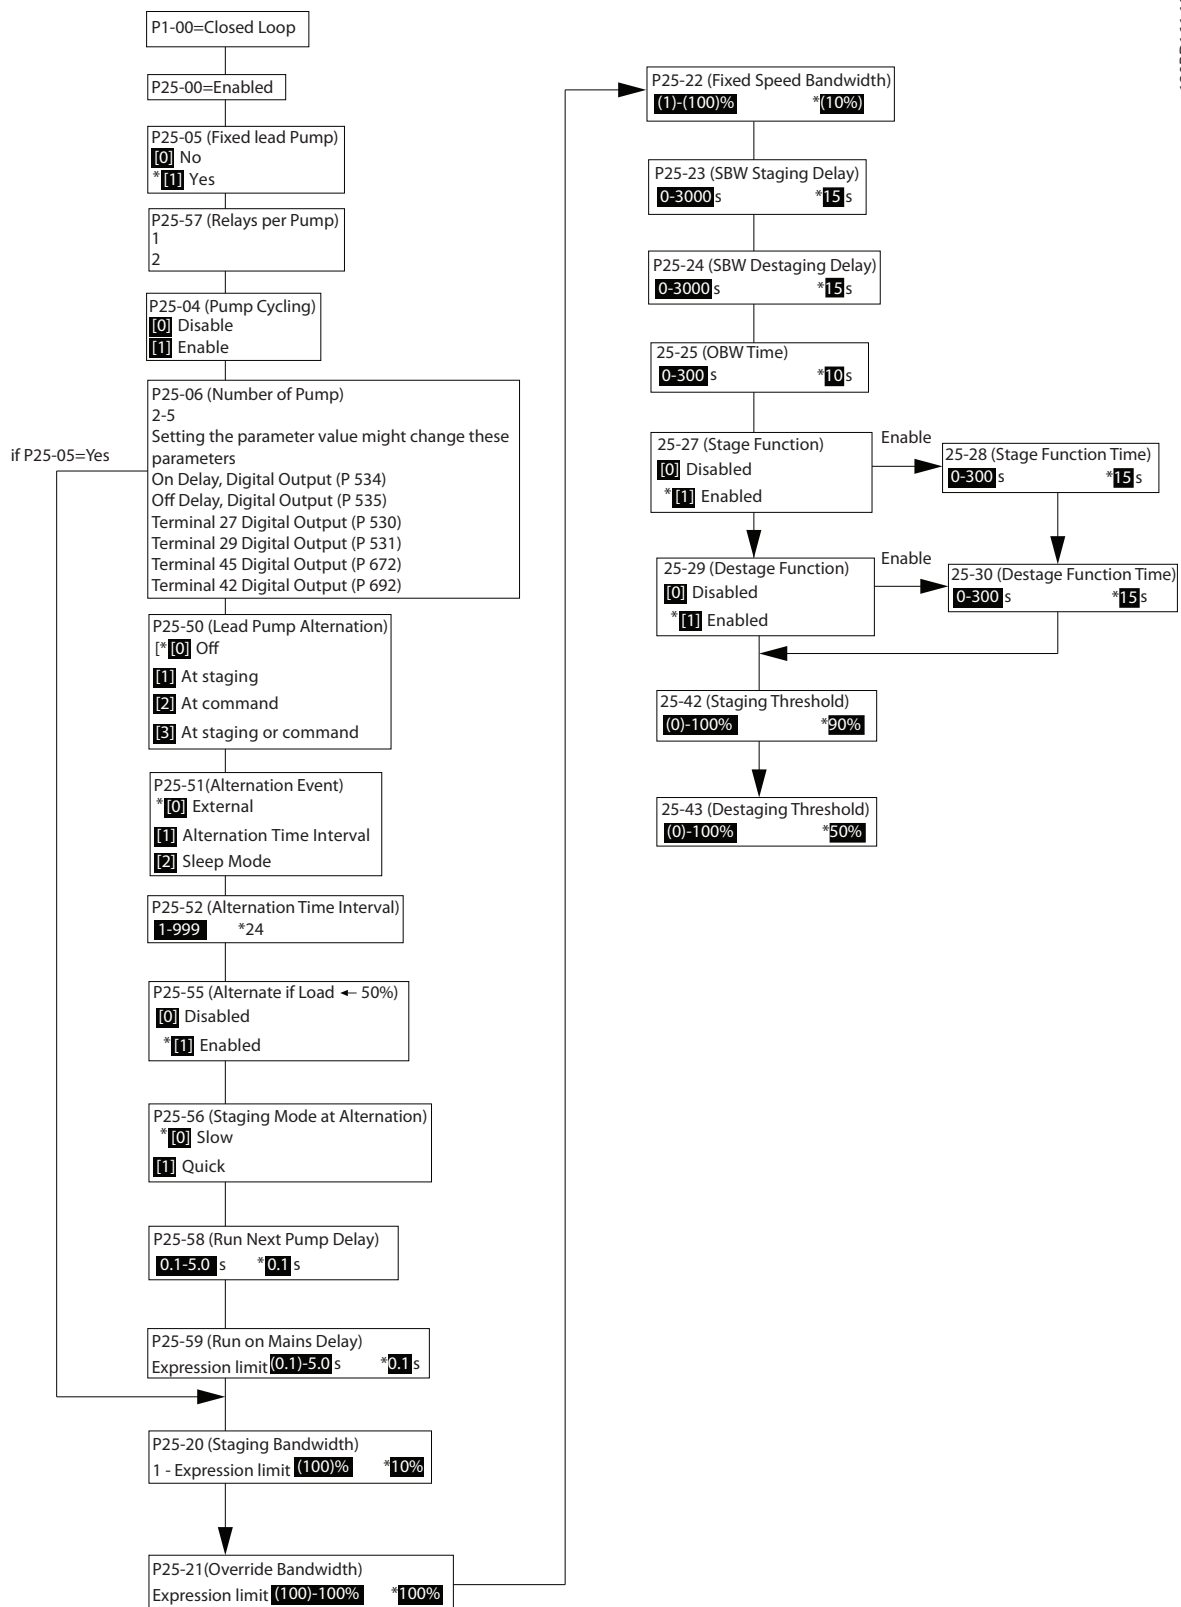 P1-00=Closed Loop
P25-00=Enabled
P25-05 (Fixed lead Pump)
[0] No
*[1] Yes
P25-57 (Relays per Pump)
1
2
P25-04 (Pump Cycling)
[0] Disable
[1] Enable
if P25-05=Yes
P25-06 (Number of Pump)
2-5
Setting the parameter value might change these
parameters
On Delay, Digital Output (P 534)
Off Delay, Digital Output (P 535)
Terminal 27 Digital Output (P 530)
Terminal 29 Digital Output (P 531)
Terminal 45 Digital Output (P 672)
Terminal 42 Digital Output (P 692)
P25-50 (Lead Pump Alternation)
[*[0] Off
[1] At staging
[2] At command
[3] At staging or command
P25-51(Alternation Event)
*[0] External
[1] Alternation Time Interval
[2] Sleep Mode
P25-52 (Alternation Time Interval)
1-999 *24
P25-55 (Alternate if Load ← 50%)
[0] Disabled
*[1] Enabled
P25-56 (Staging Mode at Alternation)
*[0] Slow
[1] Quick
P25-58 (Run Next Pump Delay)
0.1-5.0 s *0.1 s
P25-59 (Run on Mains Delay)
Expression limit (0.1)-5.0 s *0.1 s
P25-20 (Staging Bandwidth)
1 - Expression limit (100)% *10%
P25-21(Override Bandwidth)
Expression limit (100)-100% *100%
P25-22 (Fixed Speed Bandwidth)
(1)-(100)% *(10%)
P25-23 (SBW Staging Delay)
0-3000 s *15 s
P25-24 (SBW Destaging Delay)
0-3000 s *15 s
25-25 (OBW Time)
0-300 s *10 s
25-27 (Stage Function)
[0] Disabled
*[1] Enabled
Enable
25-28 (Stage Function Time)
0-300 s *15 s
25-29 (Destage Function)
[0] Disabled
*[1] Enabled
Enable
25-30 (Destage Function Time)
0-300 s *15 s
25-42 (Staging Threshold)
(0)-100% *90%
25-43 (Destaging Threshold)
(0)-100% *50%